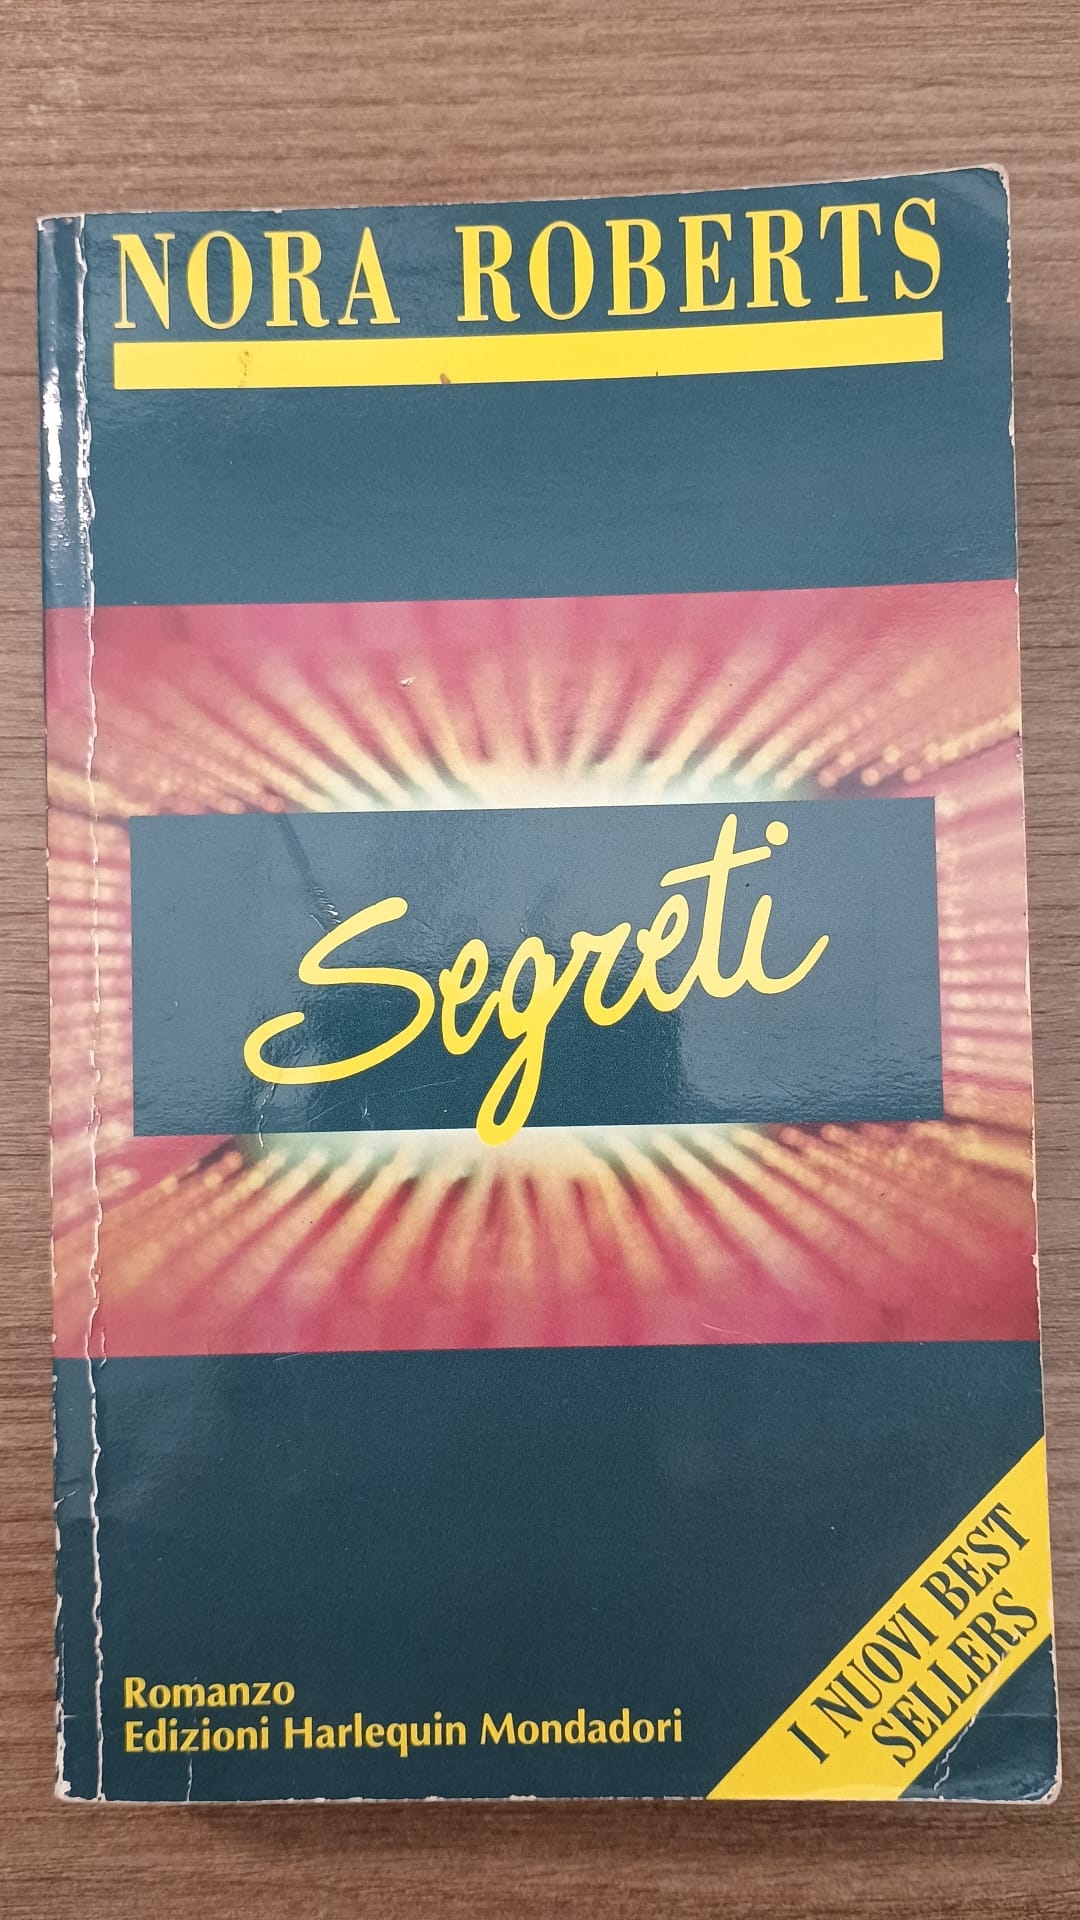 NORA ROBERTS
Segreti
Romanzo
Edizioni Harlequin Mondadori
I NUOVI BEST
SELLERS